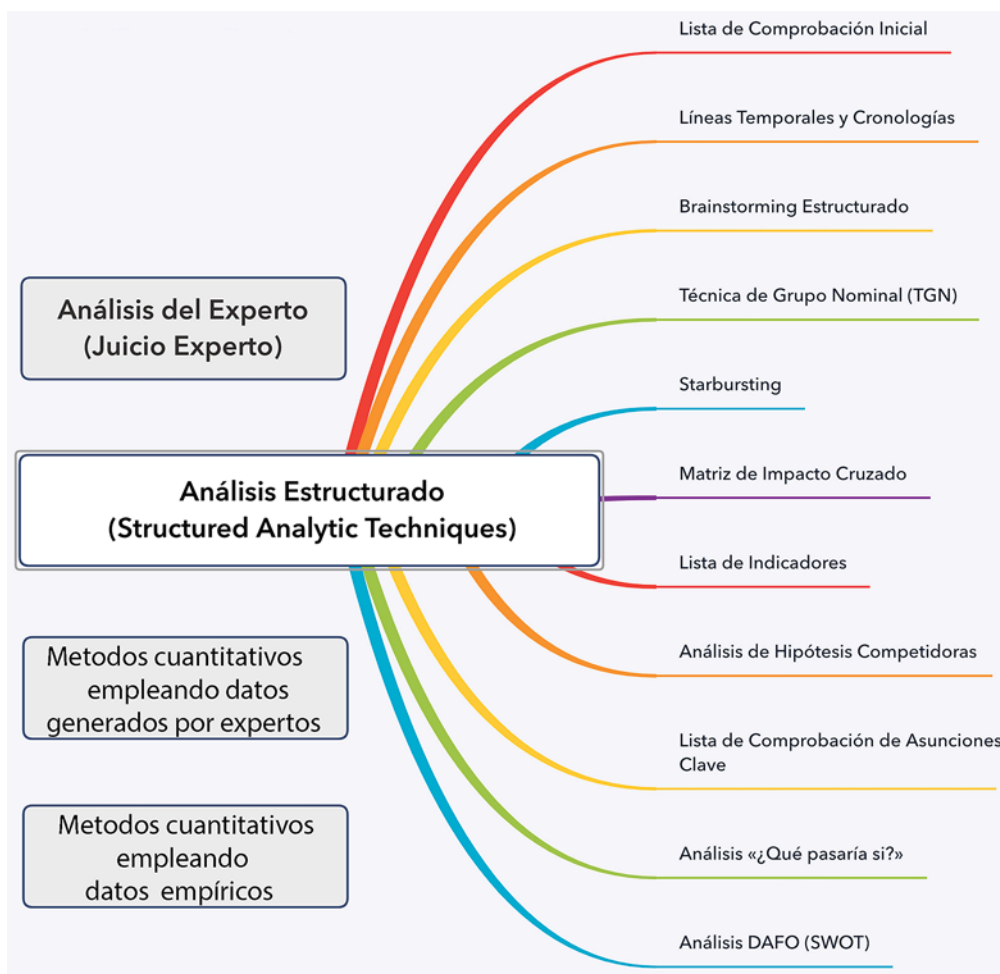 Lista de Comprobación Inicial
Líneas Temporales y Cronologías
Brainstorming Estructurado
Técnica de Grupo Nominal (TGN)
Starbursting
Matriz de Impacto Cruzado
Lista de Indicadores
Análisis de Hipótesis Competidoras
Lista de Comprobación de Asunciones
Clave
Análisis «¿Qué pasaría si?»
Análisis DAFO (SWOT)
Análisis del Experto
(Juicio Experto)
Análisis Estructurado
(Structured Analytic Techniques)
Metodos cuantitativos
empleando datos
generados por expertos
Metodos cuantitativos
empleando
datos empíricos